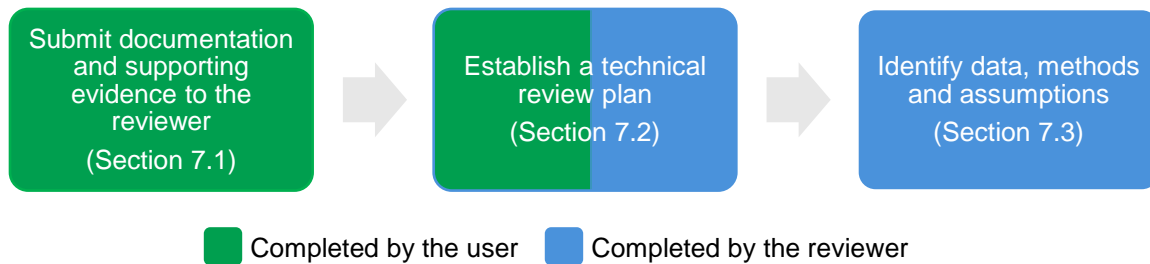 Submit documentation
and supporting
evidence to the
reviewer
(Section 7.1)
Establish a technical
review plan
(Section 7.2)
Identify data, methods
and assumptions
(Section 7.3)
Completed by the user
Completed by the reviewer